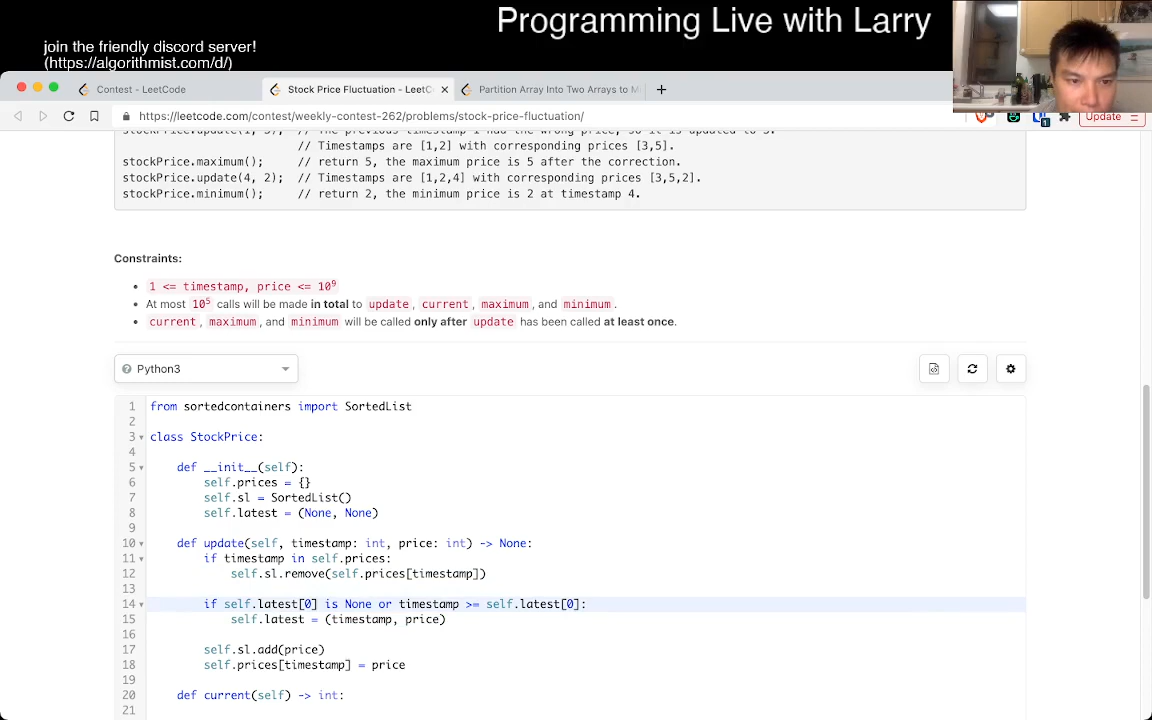 Programming Live with Larry
join the friendly discord server!
(https://algorithmist.com/d/)
Contest - LeetCode
Stock Price Fluctuation - LeetC
Partition Array Into Two Arrays to M
https://leetcode.com/contest/weekly-contest-262/problems/stock-price-fluctuation/
Update
// Timestamps are [1,2] with corresponding prices [3,5].
stockPrice.maximum();     // return 5, the maximum price is 5 after the correction.
stockPrice.update(4, 2);  // Timestamps are [1,2,4] with corresponding prices [3,5,2].
stockPrice.minimum();     // return 2, the minimum price is 2 at timestamp 4.
Constraints:
• 1 <= timestamp, price <= 10⁹
• At most 10⁵ calls will be made in total to update, current, maximum, and minimum.
• current, maximum, and minimum will be called only after update has been called at least once.
Python3
1 from sortedcontainers import SortedList
2
3 class StockPrice:
4
5     def __init__(self):
6         self.prices = {}
7         self.sl = SortedList()
8         self.latest = (None, None)
9
10     def update(self, timestamp: int, price: int) -> None:
11         if timestamp in self.prices:
12             self.sl.remove(self.prices[timestamp])
13
14         if self.latest[0] is None or timestamp >= self.latest[0]:
15             self.latest = (timestamp, price)
16
17         self.sl.add(price)
18         self.prices[timestamp] = price
19
20     def current(self) -> int:
21